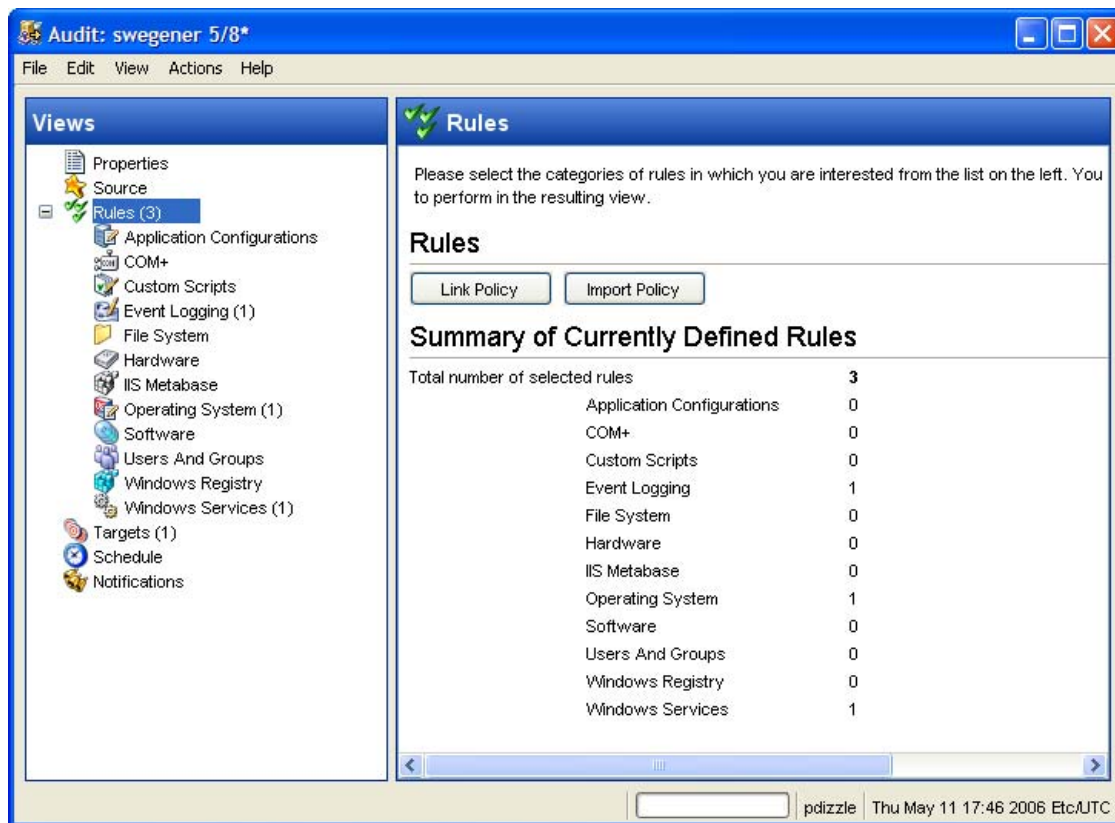 Audit: swegener 5/8*
File Edit View Actions Help
Views
Properties
Source
Rules (3)
Application Configurations
COM+
Custom Scripts
Event Logging (1)
File System
Hardware
IIS Metabase
Operating System (1)
Software
Users And Groups
Windows Registry
Windows Services (1)
Targets (1)
Schedule
Notifications
Rules
Please select the categories of rules in which you are interested from the list on the left. You
to perform in the resulting view.
Rules
Link Policy Import Policy
Summary of Currently Defined Rules
Total number of selected rules 3
Application Configurations 0
COM+ 0
Custom Scripts 0
Event Logging 1
File System 0
Hardware 0
IIS Metabase 0
Operating System 1
Software 0
Users And Groups 0
Windows Registry 0
Windows Services 1
pdizzle Thu May 11 17:46 2006 Etc/UTC